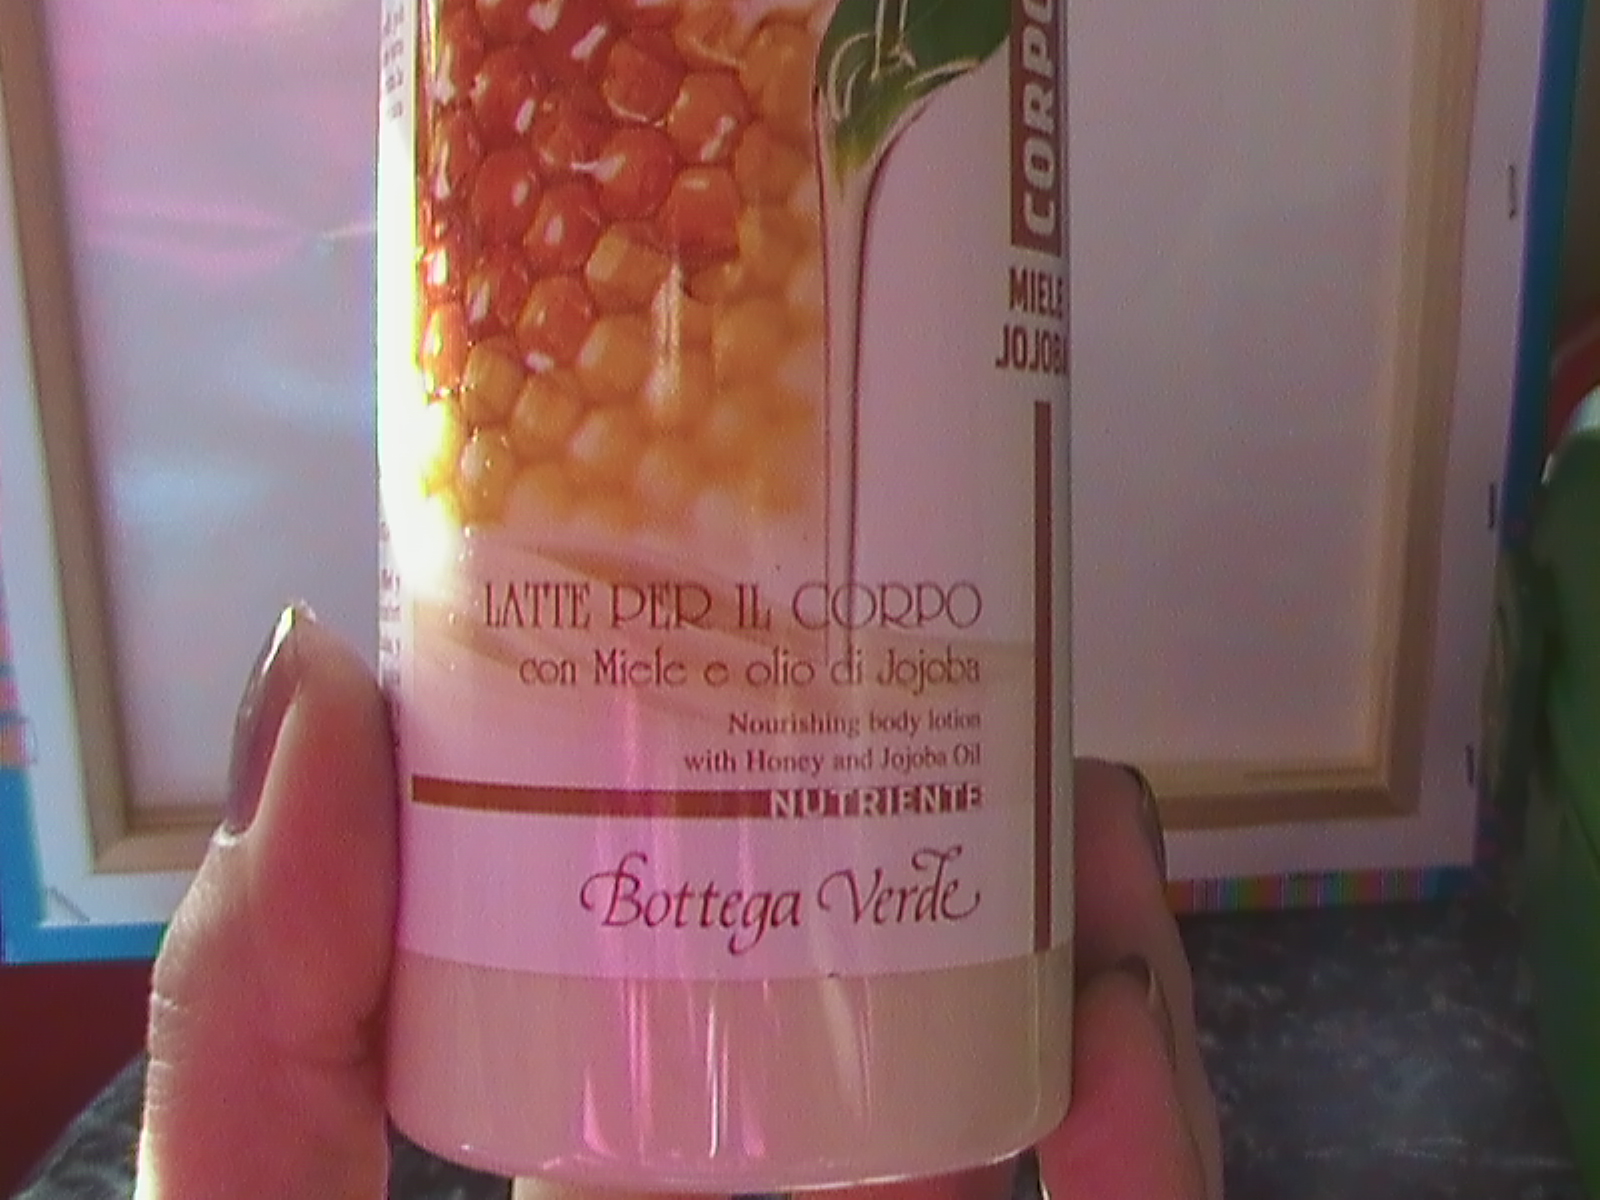 CORPO
MIELE
JOJOBA
LATTE PER IL CORPO
con Miele e olio di Jojoba
Nourishing body lotion
with Honey and Jojoba Oil
NUTRIENTE
Bottega Verde